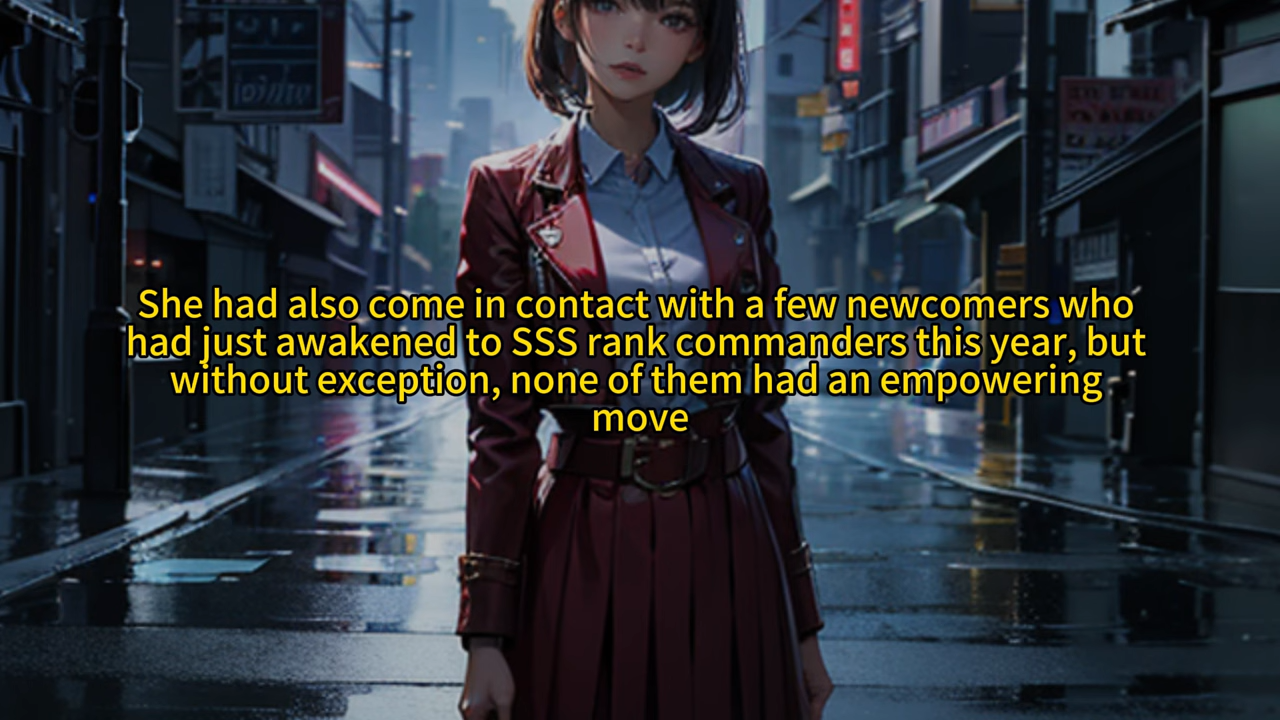 She had also come in contact with a few newcomers who
had just awakened to SSS rank commanders this year, but
without exception, none of them had an empowering
move